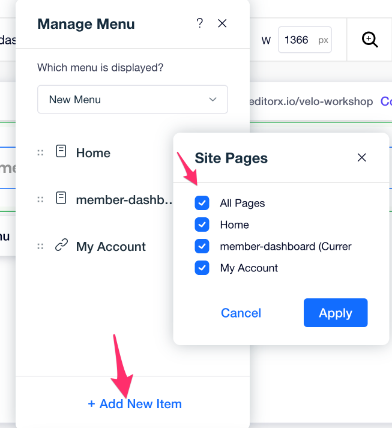 Manage Menu ? ×
das
W 1366 px
Which menu is displayed?
New Menu
editorx.io/velo-workshop Co
Home
Site Pages ×
me
member-dashb..
All Pages
Home
nu
My Account
member-dashboard (Currer
My Account
Cancel Apply
+ Add New Item